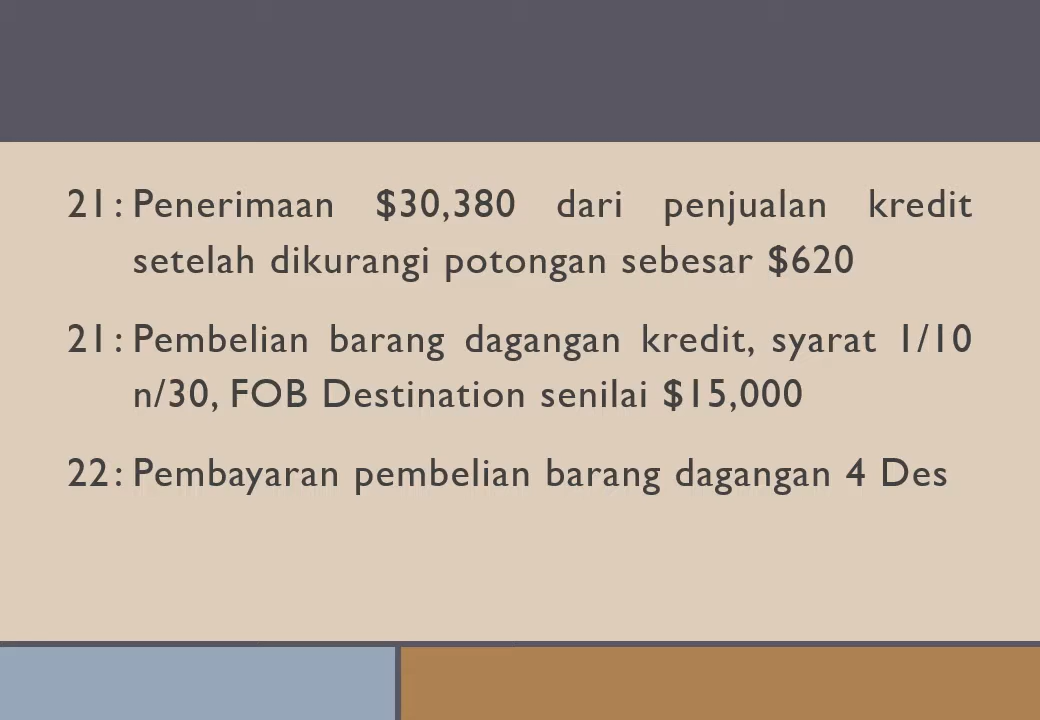 21: Penerimaan $30,380 dari penjualan kredit
setelah dikurangi potongan sebesar $620
21: Pembelian barang dagangan kredit, syarat 1/10
n/30, FOB Destination senilai $15,000
22: Pembayaran pembelian barang dagangan 4 Des